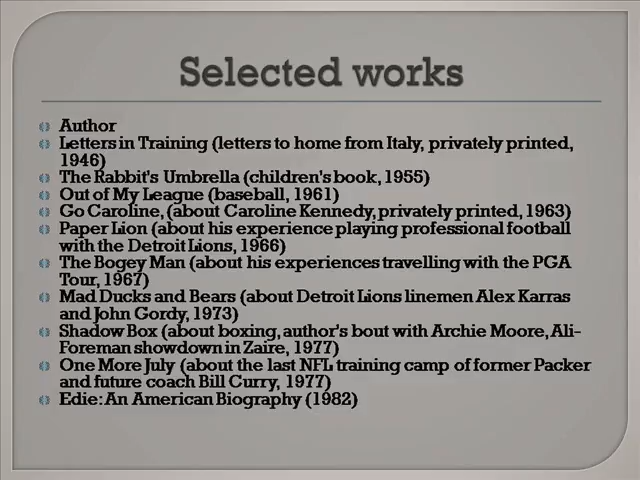 Selected works
Author
Letters in Training (letters to home from Italy, privately printed,
1946)
The Rabbit's Umbrella (children's book, 1955)
Out of My League (baseball, 1961)
Go Caroline, (about Caroline Kennedy, privately printed, 1963)
Paper Lion (about his experience playing professional football
with the Detroit Lions, 1966)
The Bogey Man (about his experiences travelling with the PGA
Tour, 1967)
Mad Ducks and Bears (about Detroit Lions linemen Alex Karras
and John Gordy, 1973)
Shadow Box (about boxing, author's bout with Archie Moore, Ali-
Foreman showdown in Zaire, 1977)
One More July (about the last NFL training camp of former Packer
and future coach Bill Curry, 1977)
Edie: An American Biography (1982)